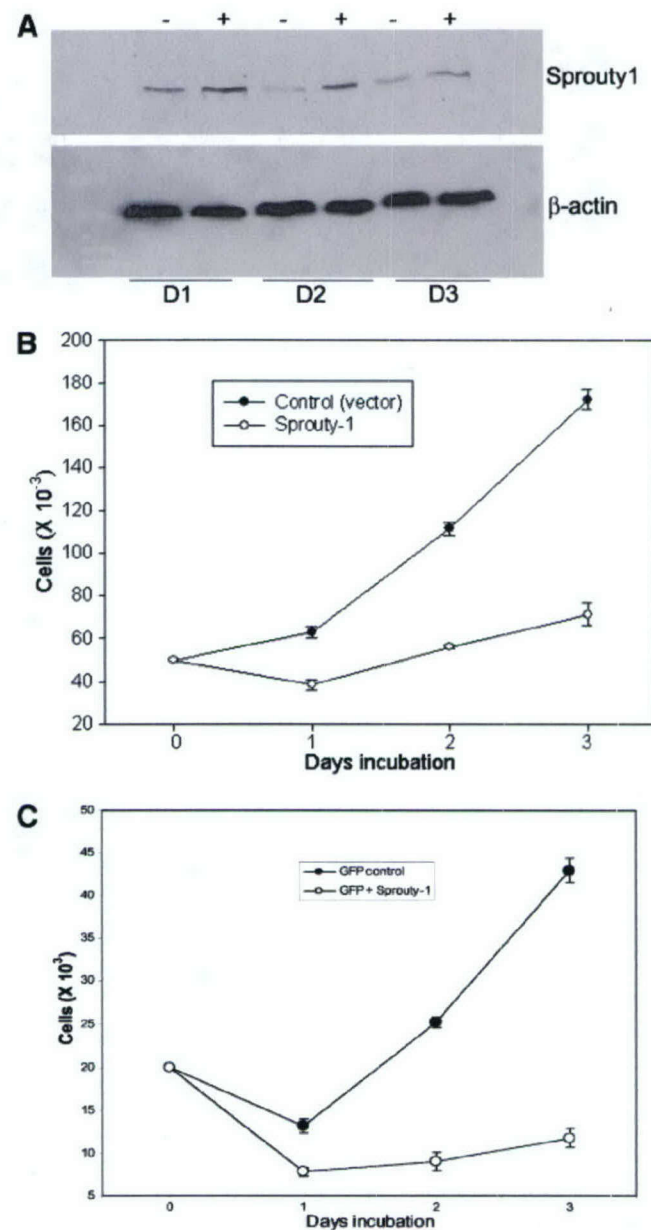 A
- + - + - +
Sprouty1
β-actin
D1 D2 D3
B
200
180
160
140
120
100
80
60
40
20
Cells (X 10⁻³)
Control (vector)
Sprouty-1
0 1 2 3
Days incubation
C
50
45
40
35
30
25
20
15
10
5
Cells (X 10³)
GFP control
GFP + Sprouty-1
0 1 2 3
Days incubation